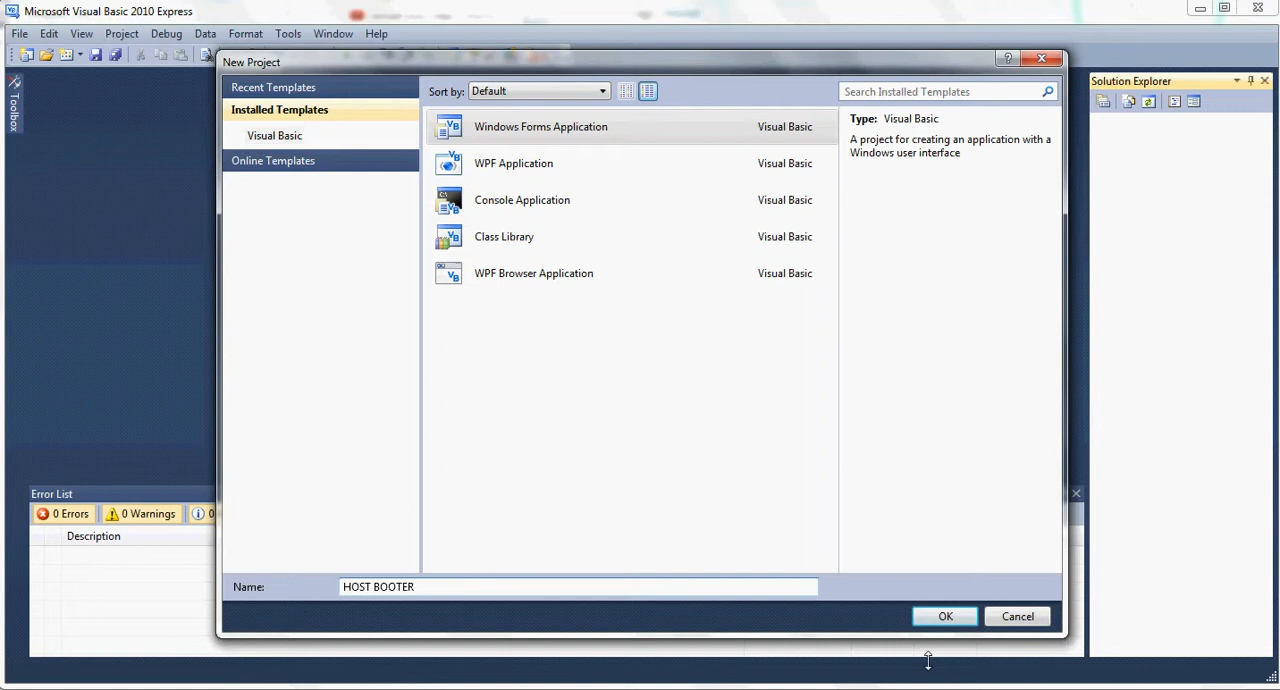 Microsoft Visual Basic 2010 Express
File Edit View Project Debug Data Format Tools Window Help
New Project
Solution Explorer
Toolbox
Recent Templates
Installed Templates
Visual Basic
Online Templates
Sort by: Default
Search Installed Templates
Windows Forms Application Visual Basic
WPF Application Visual Basic
Console Application Visual Basic
Class Library Visual Basic
WPF Browser Application Visual Basic
Type: Visual Basic
A project for creating an application with a
Windows user interface
Error List
0 Errors 0 Warnings 0
Description
Name: HOST BOOTER
OK Cancel